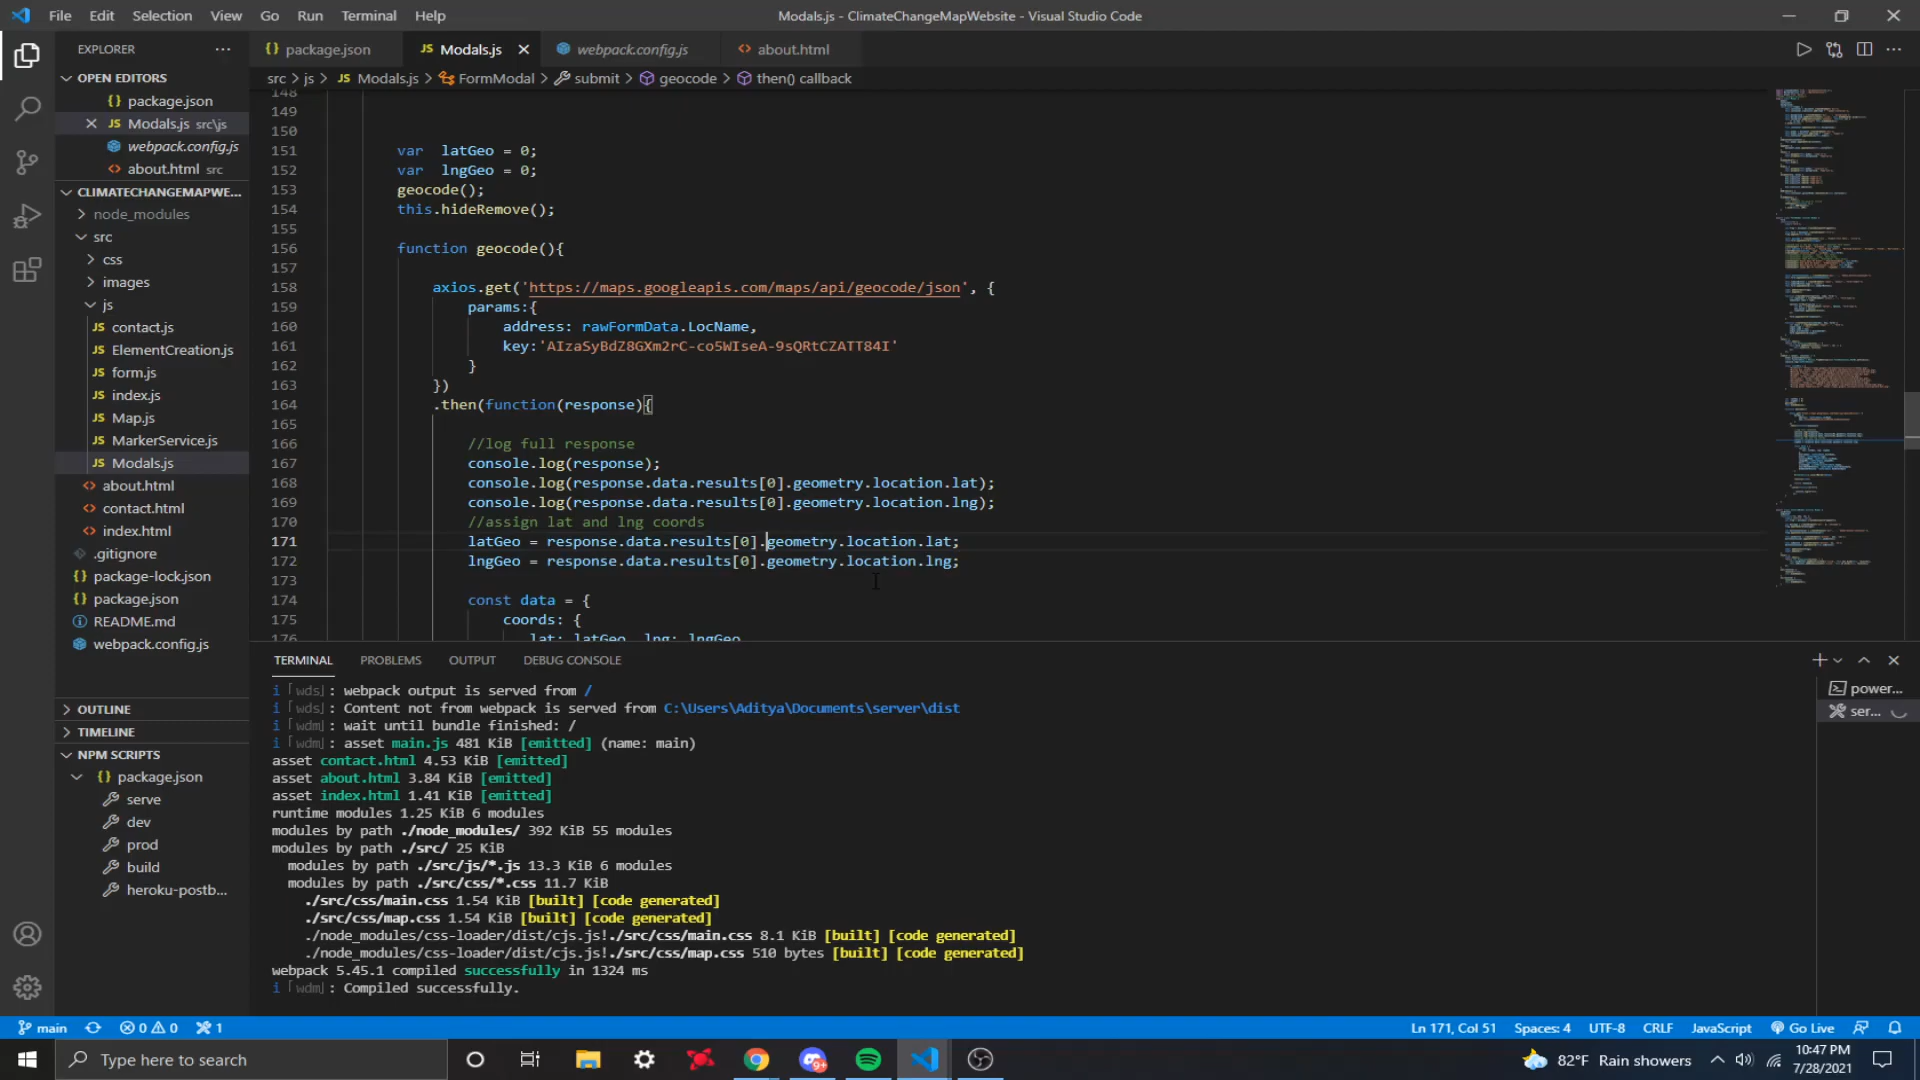 File Edit Selection View Go Run Terminal Help
Modals.js - ClimateChangeMapWebsite - Visual Studio Code
EXPLORER
OPEN EDITORS
{} package.json
JS Modals.js src\js
webpack.config.js
<> about.html src
CLIMATECHANGEMAPWE...
node_modules
src
css
images
js
JS contact.js
JS ElementCreation.js
JS form.js
JS index.js
JS Map.js
JS MarkerService.js
JS Modals.js
<> about.html
<> contact.html
<> index.html
.gitignore
{} package-lock.json
{} package.json
README.md
webpack.config.js
OUTLINE
TIMELINE
NPM SCRIPTS
{} package.json
serve
dev
prod
build
heroku-postb...
{} package.json JS Modals.js webpack.config.js <> about.html
src > js > JS Modals.js > FormModal > submit > geocode > then() callback
148
149
150
151 var latGeo = 0;
152 var lngGeo = 0;
153 geocode();
154 this.hideRemove();
155
156 function geocode(){
157
158 axios.get('https://maps.googleapis.com/maps/api/geocode/json', {
159 params:{
160 address: rawFormData.LocName,
161 key:'AIzaSyBdZ8GXm2rC-co5WIseA-9sQRtCZATT84I'
162 }
163 })
164 .then(function(response){
165
166 //log full response
167 console.log(response);
168 console.log(response.data.results[0].geometry.location.lat);
169 console.log(response.data.results[0].geometry.location.lng);
170 //assign lat and lng coords
171 latGeo = response.data.results[0].geometry.location.lat;
172 lngGeo = response.data.results[0].geometry.location.lng;
173
174 const data = {
175 coords: {
176 lat: latGeo, lng: lngGeo
TERMINAL PROBLEMS OUTPUT DEBUG CONSOLE
i ｢wds｣: webpack output is served from /
i ｢wds｣: Content not from webpack is served from C:\Users\Aditya\Documents\server\dist
i ｢wdm｣: wait until bundle finished: /
i ｢wdm｣: asset main.js 481 KiB [emitted] (name: main)
asset contact.html 4.53 KiB [emitted]
asset about.html 3.84 KiB [emitted]
asset index.html 1.41 KiB [emitted]
runtime modules 1.25 KiB 6 modules
modules by path ./node_modules/ 392 KiB 55 modules
modules by path ./src/ 25 KiB
modules by path ./src/js/*.js 13.3 KiB 6 modules
modules by path ./src/css/*.css 11.7 KiB
./src/css/main.css 1.54 KiB [built] [code generated]
./src/css/map.css 1.54 KiB [built] [code generated]
./node_modules/css-loader/dist/cjs.js!./src/css/main.css 8.1 KiB [built] [code generated]
./node_modules/css-loader/dist/cjs.js!./src/css/map.css 510 bytes [built] [code generated]
webpack 5.45.1 compiled successfully in 1324 ms
i ｢wdm｣: Compiled successfully.
power...
ser...
main 0 0 1
Ln 171, Col 51 Spaces: 4 UTF-8 CRLF JavaScript Go Live
Type here to search
9+
82°F Rain showers
10:47 PM
7/28/2021